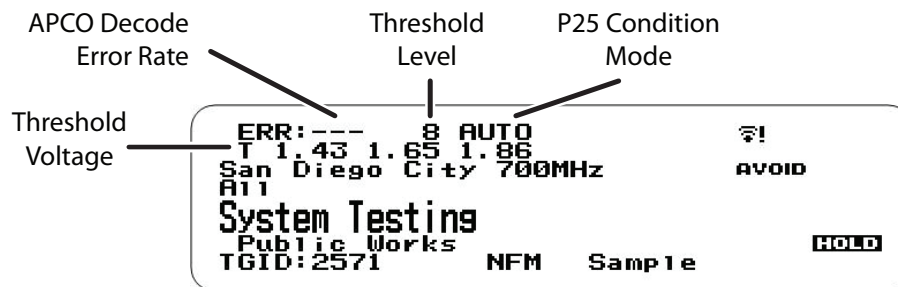 APCO Decode
Error Rate
Threshold
Level
P25 Condition
Mode
Threshold
Voltage
ERR:--- 8 AUTO
T 1.43 1.65 1.86
San Diego City 700MHz AVOID
All
System Testing
Public Works HOLD
TGID:2571 NFM Sample